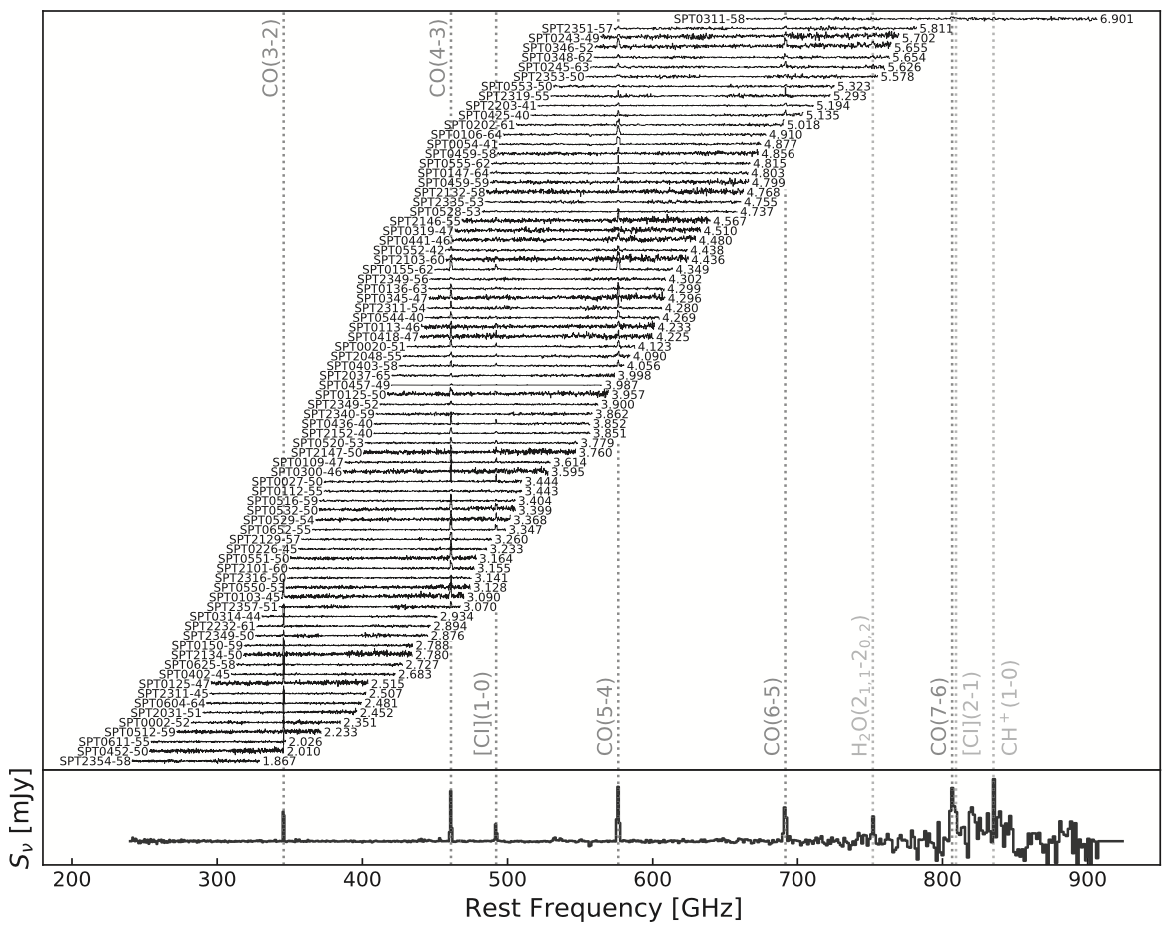 SPT0311-58 6.901
SPT2351-57 5.811
SPT0243-49 5.702
SPT0346-52 5.655
SPT0348-62 5.654
SPT0245-63 5.626
SPT2353-50 5.578
SPT0553-50 5.323
SPT2319-55 5.293
SPT2203-41 5.194
SPT0425-40 5.135
SPT0202-61 5.018
SPT0106-64 4.910
SPT0054-41 4.877
SPT0459-58 4.856
SPT0555-62 4.815
SPT0147-64 4.803
SPT0459-59 4.799
SPT2132-58 4.768
SPT2335-53 4.755
SPT0528-53 4.737
SPT2146-55 4.567
SPT0319-47 4.510
SPT0441-46 4.480
SPT0552-42 4.438
SPT2103-60 4.436
SPT0155-62 4.349
SPT2349-56 4.302
SPT0136-63 4.299
SPT0345-47 4.296
SPT2311-54 4.280
SPT0544-40 4.269
SPT0113-46 4.233
SPT0418-47 4.225
SPT0020-51 4.123
SPT2048-55 4.090
SPT0403-58 4.056
SPT2037-65 3.998
SPT0457-49 3.987
SPT0125-50 3.957
SPT2349-52 3.900
SPT2340-59 3.862
SPT0436-40 3.852
SPT2152-40 3.851
SPT0520-53 3.779
SPT2147-50 3.760
SPT0109-47 3.614
SPT0300-46 3.595
SPT0027-50 3.444
SPT0112-55 3.443
SPT0516-59 3.404
SPT0532-50 3.399
SPT0529-54 3.368
SPT0652-55 3.347
SPT2129-57 3.260
SPT0226-45 3.233
SPT0551-50 3.164
SPT2101-60 3.155
SPT2316-50 3.141
SPT0550-53 3.128
SPT0103-45 3.090
SPT2357-51 3.070
SPT0314-44 2.934
SPT2232-61 2.894
SPT2349-50 2.876
SPT0150-59 2.788
SPT2134-50 2.780
SPT0625-58 2.727
SPT0402-45 2.683
SPT0125-47 2.515
SPT2311-45 2.507
SPT0604-64 2.481
SPT2031-51 2.452
SPT0002-52 2.351
SPT0512-59 2.233
SPT0611-55 2.026
SPT0452-50 2.010
SPT2354-58 1.867
CO(3-2)
CO(4-3)
[CI](1-0)
CO(5-4)
CO(6-5)
H₂O(2₁,₁-2₀,₂)
CO(7-6)
[CI](2-1)
CH⁺(1-0)
Sν [mJy]
200 300 400 500 600 700 800 900
Rest Frequency [GHz]